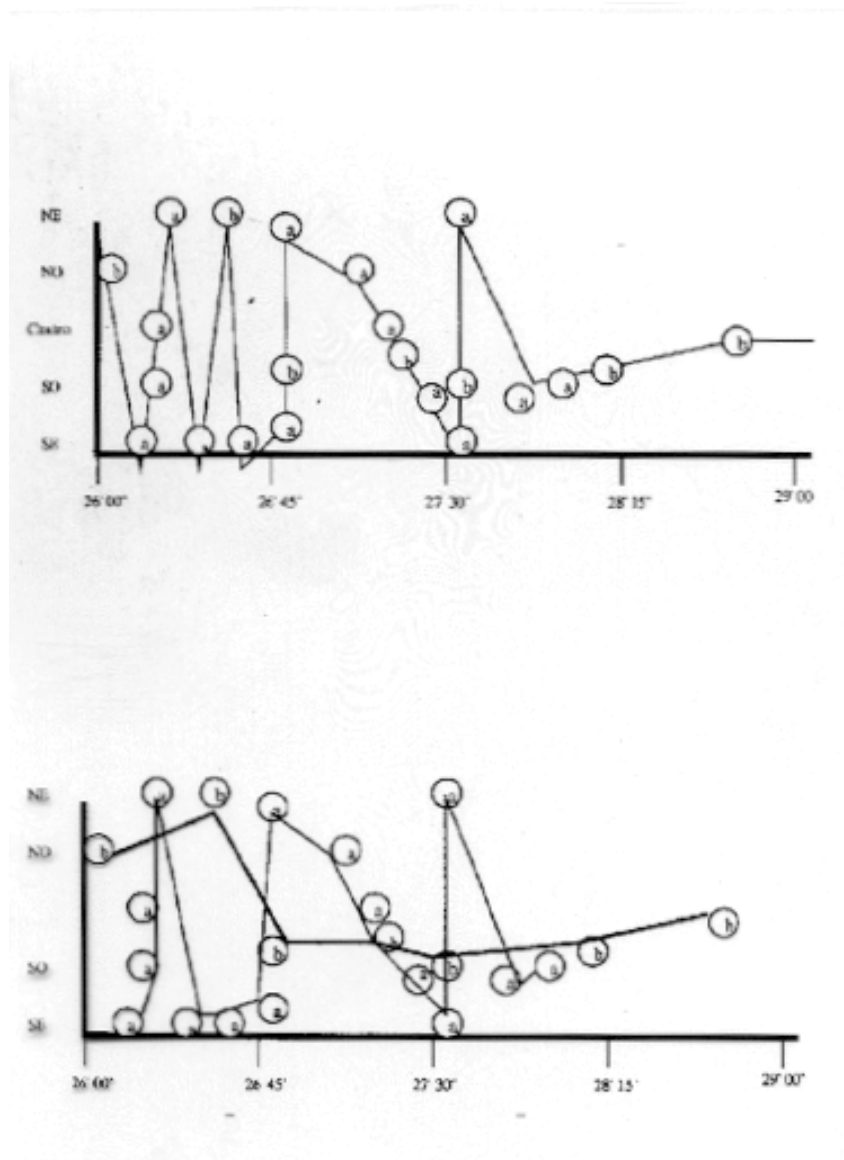 NE a b a a
NO b a
Centro a a b b
SO a b a b a a b
SE a a a a
26'00" 26'45" 27'30" 28'15" 29'00
NE b a
NO b a
a a b b
SO a b a b a a b
SE a a a a
26'00" 26'45' 27'30" 28'15' 29'00"